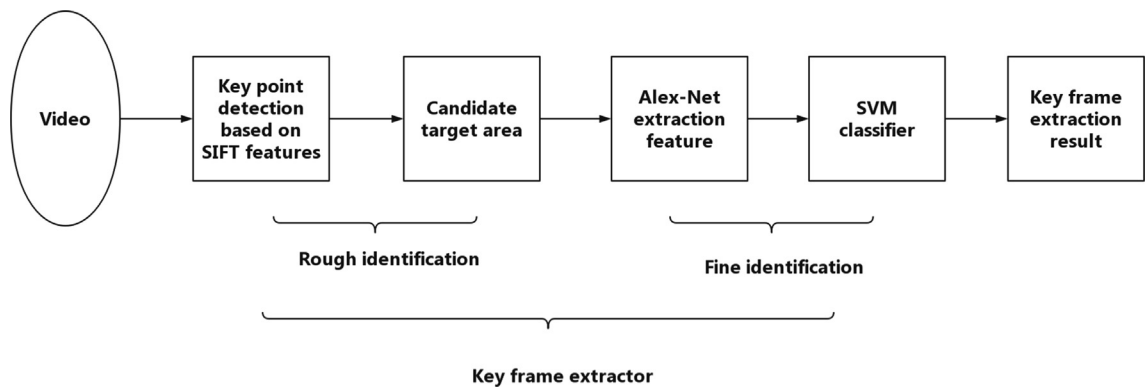 Video
Key point
detection
based on
SIFT features
Candidate
target area
Alex-Net
extraction
feature
SVM
classifier
Key frame
extraction
result
Rough identification
Fine identification
Key frame extractor